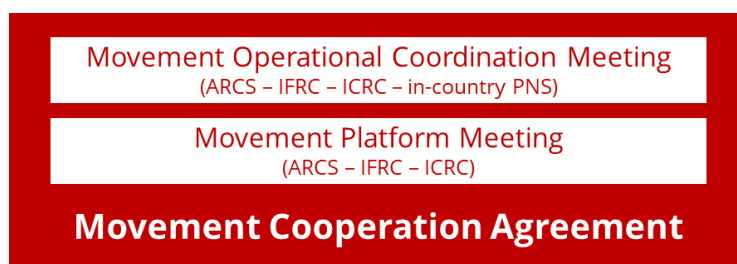 Movement Operational Coordination Meeting
(ARCS – IFRC – ICRC – in-country PNS)
Movement Platform Meeting
(ARCS – IFRC – ICRC)
Movement Cooperation Agreement